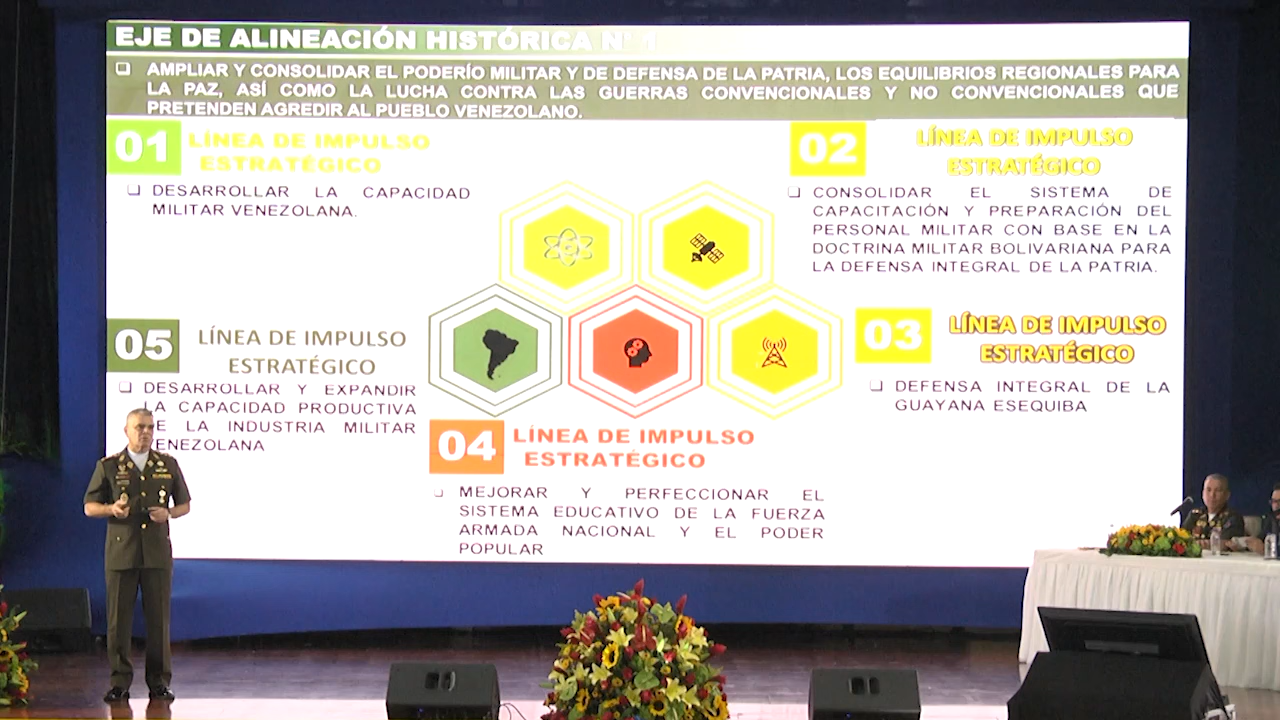 EJE DE ALINEACIÓN HISTÓRICA N° 1
❑ AMPLIAR Y CONSOLIDAR EL PODERÍO MILITAR Y DE DEFENSA DE LA PATRIA, LOS EQUILIBRIOS REGIONALES PARA
LA PAZ, ASÍ COMO LA LUCHA CONTRA LAS GUERRAS CONVENCIONALES Y NO CONVENCIONALES QUE
PRETENDEN AGREDIR AL PUEBLO VENEZOLANO.
01
LÍNEA DE IMPULSO
ESTRATÉGICO
❑ DESARROLLAR LA CAPACIDAD
MILITAR VENEZOLANA.
02
LÍNEA DE IMPULSO
ESTRATÉGICO
❑ CONSOLIDAR EL SISTEMA DE
CAPACITACIÓN Y PREPARACIÓN DEL
PERSONAL MILITAR CON BASE EN LA
DOCTRINA MILITAR BOLIVARIANA PARA
LA DEFENSA INTEGRAL DE LA PATRIA.
03
LÍNEA DE IMPULSO
ESTRATÉGICO
❑ DEFENSA INTEGRAL DE LA
GUAYANA ESEQUIBA
04
LÍNEA DE IMPULSO
ESTRATÉGICO
❑ MEJORAR Y PERFECCIONAR EL
SISTEMA EDUCATIVO DE LA FUERZA
ARMADA NACIONAL Y EL PODER
POPULAR
05
LÍNEA DE IMPULSO
ESTRATÉGICO
❑ DESARROLLAR Y EXPANDIR
LA CAPACIDAD PRODUCTIVA
DE LA INDUSTRIA MILITAR
VENEZOLANA